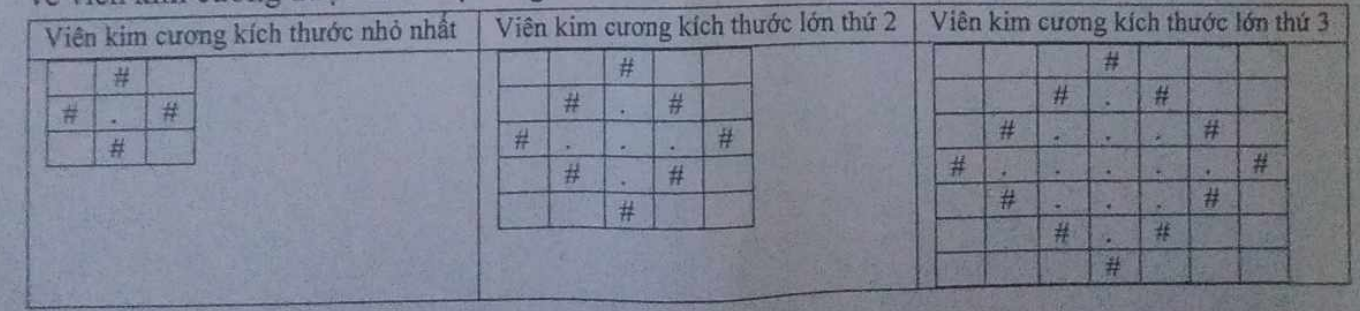 Viên kim cương kích thước nhỏ nhất
Viên kim cương kích thước lớn thứ 2
Viên kim cương kích thước lớn thứ 3
#
# . #
#
#
# . #
# . . . #
# . #
#
#
# . #
# . . . #
# . . . . . #
# . . . #
# . #
#